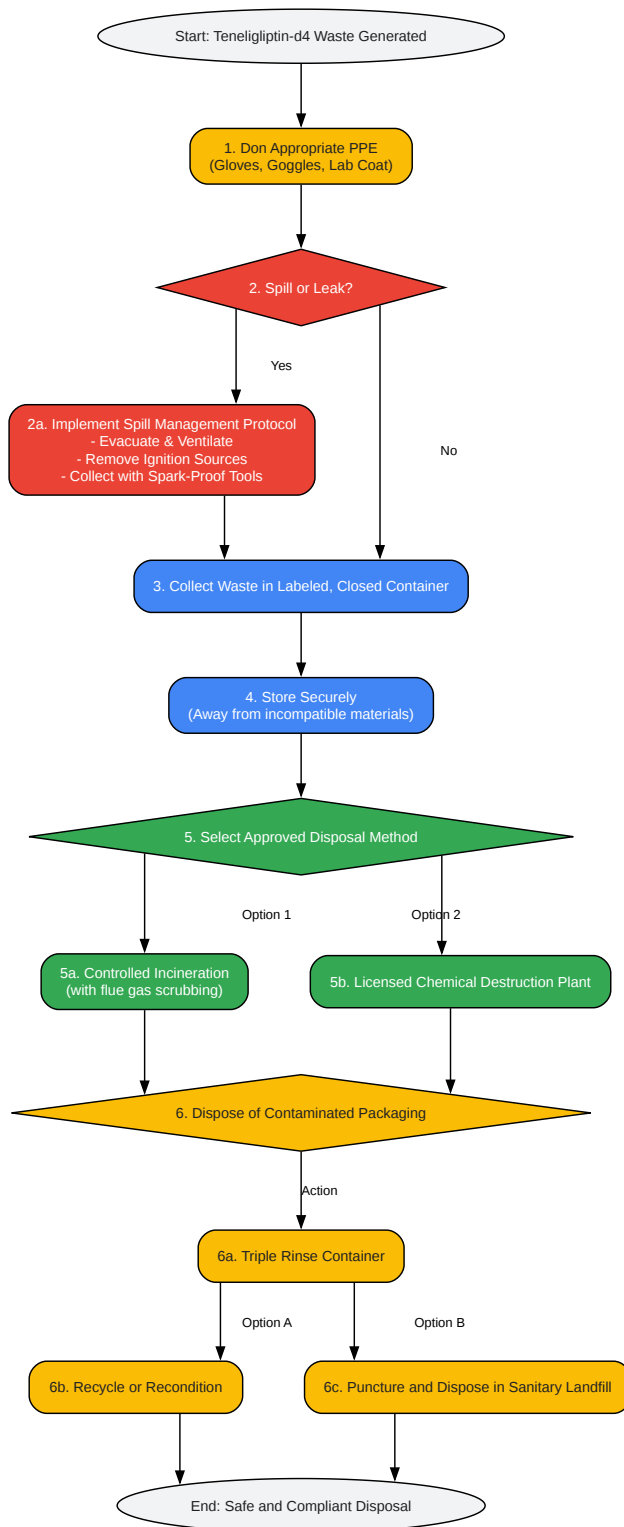 Start: Teneligliptin-d4 Waste Generated
1. Don Appropriate PPE
(Gloves, Goggles, Lab Coat)
2. Spill or Leak?
Yes
2a. Implement Spill Management Protocol
- Evacuate & Ventilate
- Remove Ignition Sources
- Collect with Spark-Proof Tools
No
3. Collect Waste in Labeled, Closed Container
4. Store Securely
(Away from incompatible materials)
5. Select Approved Disposal Method
Option 1
Option 2
5a. Controlled Incineration
(with flue gas scrubbing)
5b. Licensed Chemical Destruction Plant
6. Dispose of Contaminated Packaging
Action
6a. Triple Rinse Container
Option A
Option B
6b. Recycle or Recondition
6c. Puncture and Dispose in Sanitary Landfill
End: Safe and Compliant Disposal